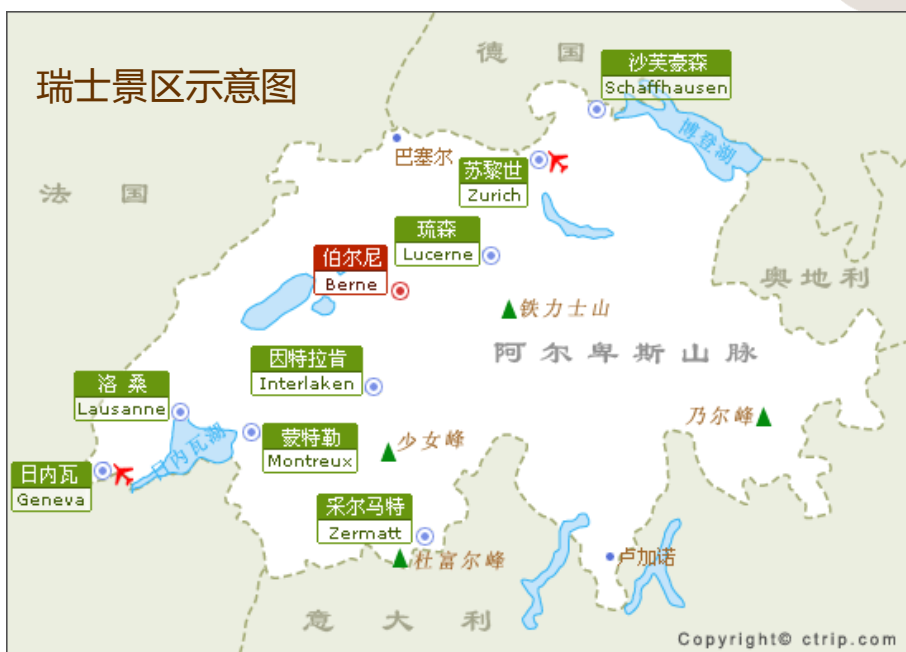 瑞士景区示意图
德 国
沙芙豪森
Schaffhausen
博登湖
巴塞尔
苏黎世
Zurich
法 国
琉森
Lucerne
伯尔尼
Berne
奥地利
铁力士山
阿尔卑斯山脉
因特拉肯
Interlaken
洛 桑
Lausanne
乃尔峰
日内瓦湖
蒙特勒
Montreux
少女峰
日内瓦
Geneva
采尔马特
Zermatt
杜富尔峰
卢加诺
意 大 利
Copyright© ctrip.com